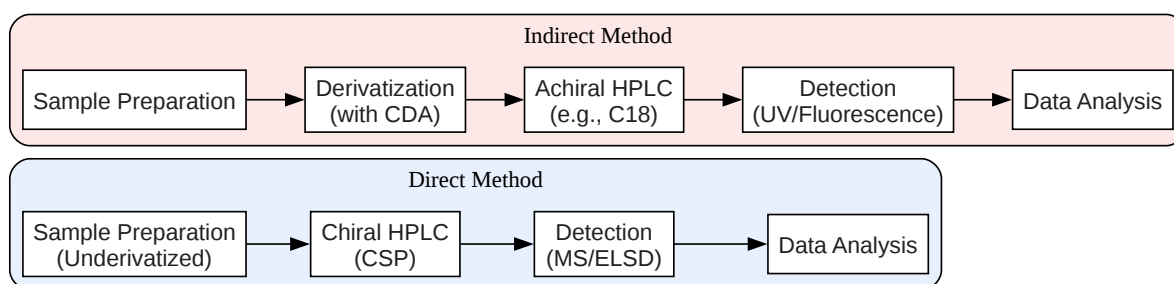 Indirect Method
Sample Preparation
Derivatization
(with CDA)
Achiral HPLC
(e.g., C18)
Detection
(UV/Fluorescence)
Data Analysis
Direct Method
Sample Preparation
(Underivatized)
Chiral HPLC
(CSP)
Detection
(MS/ELSD)
Data Analysis